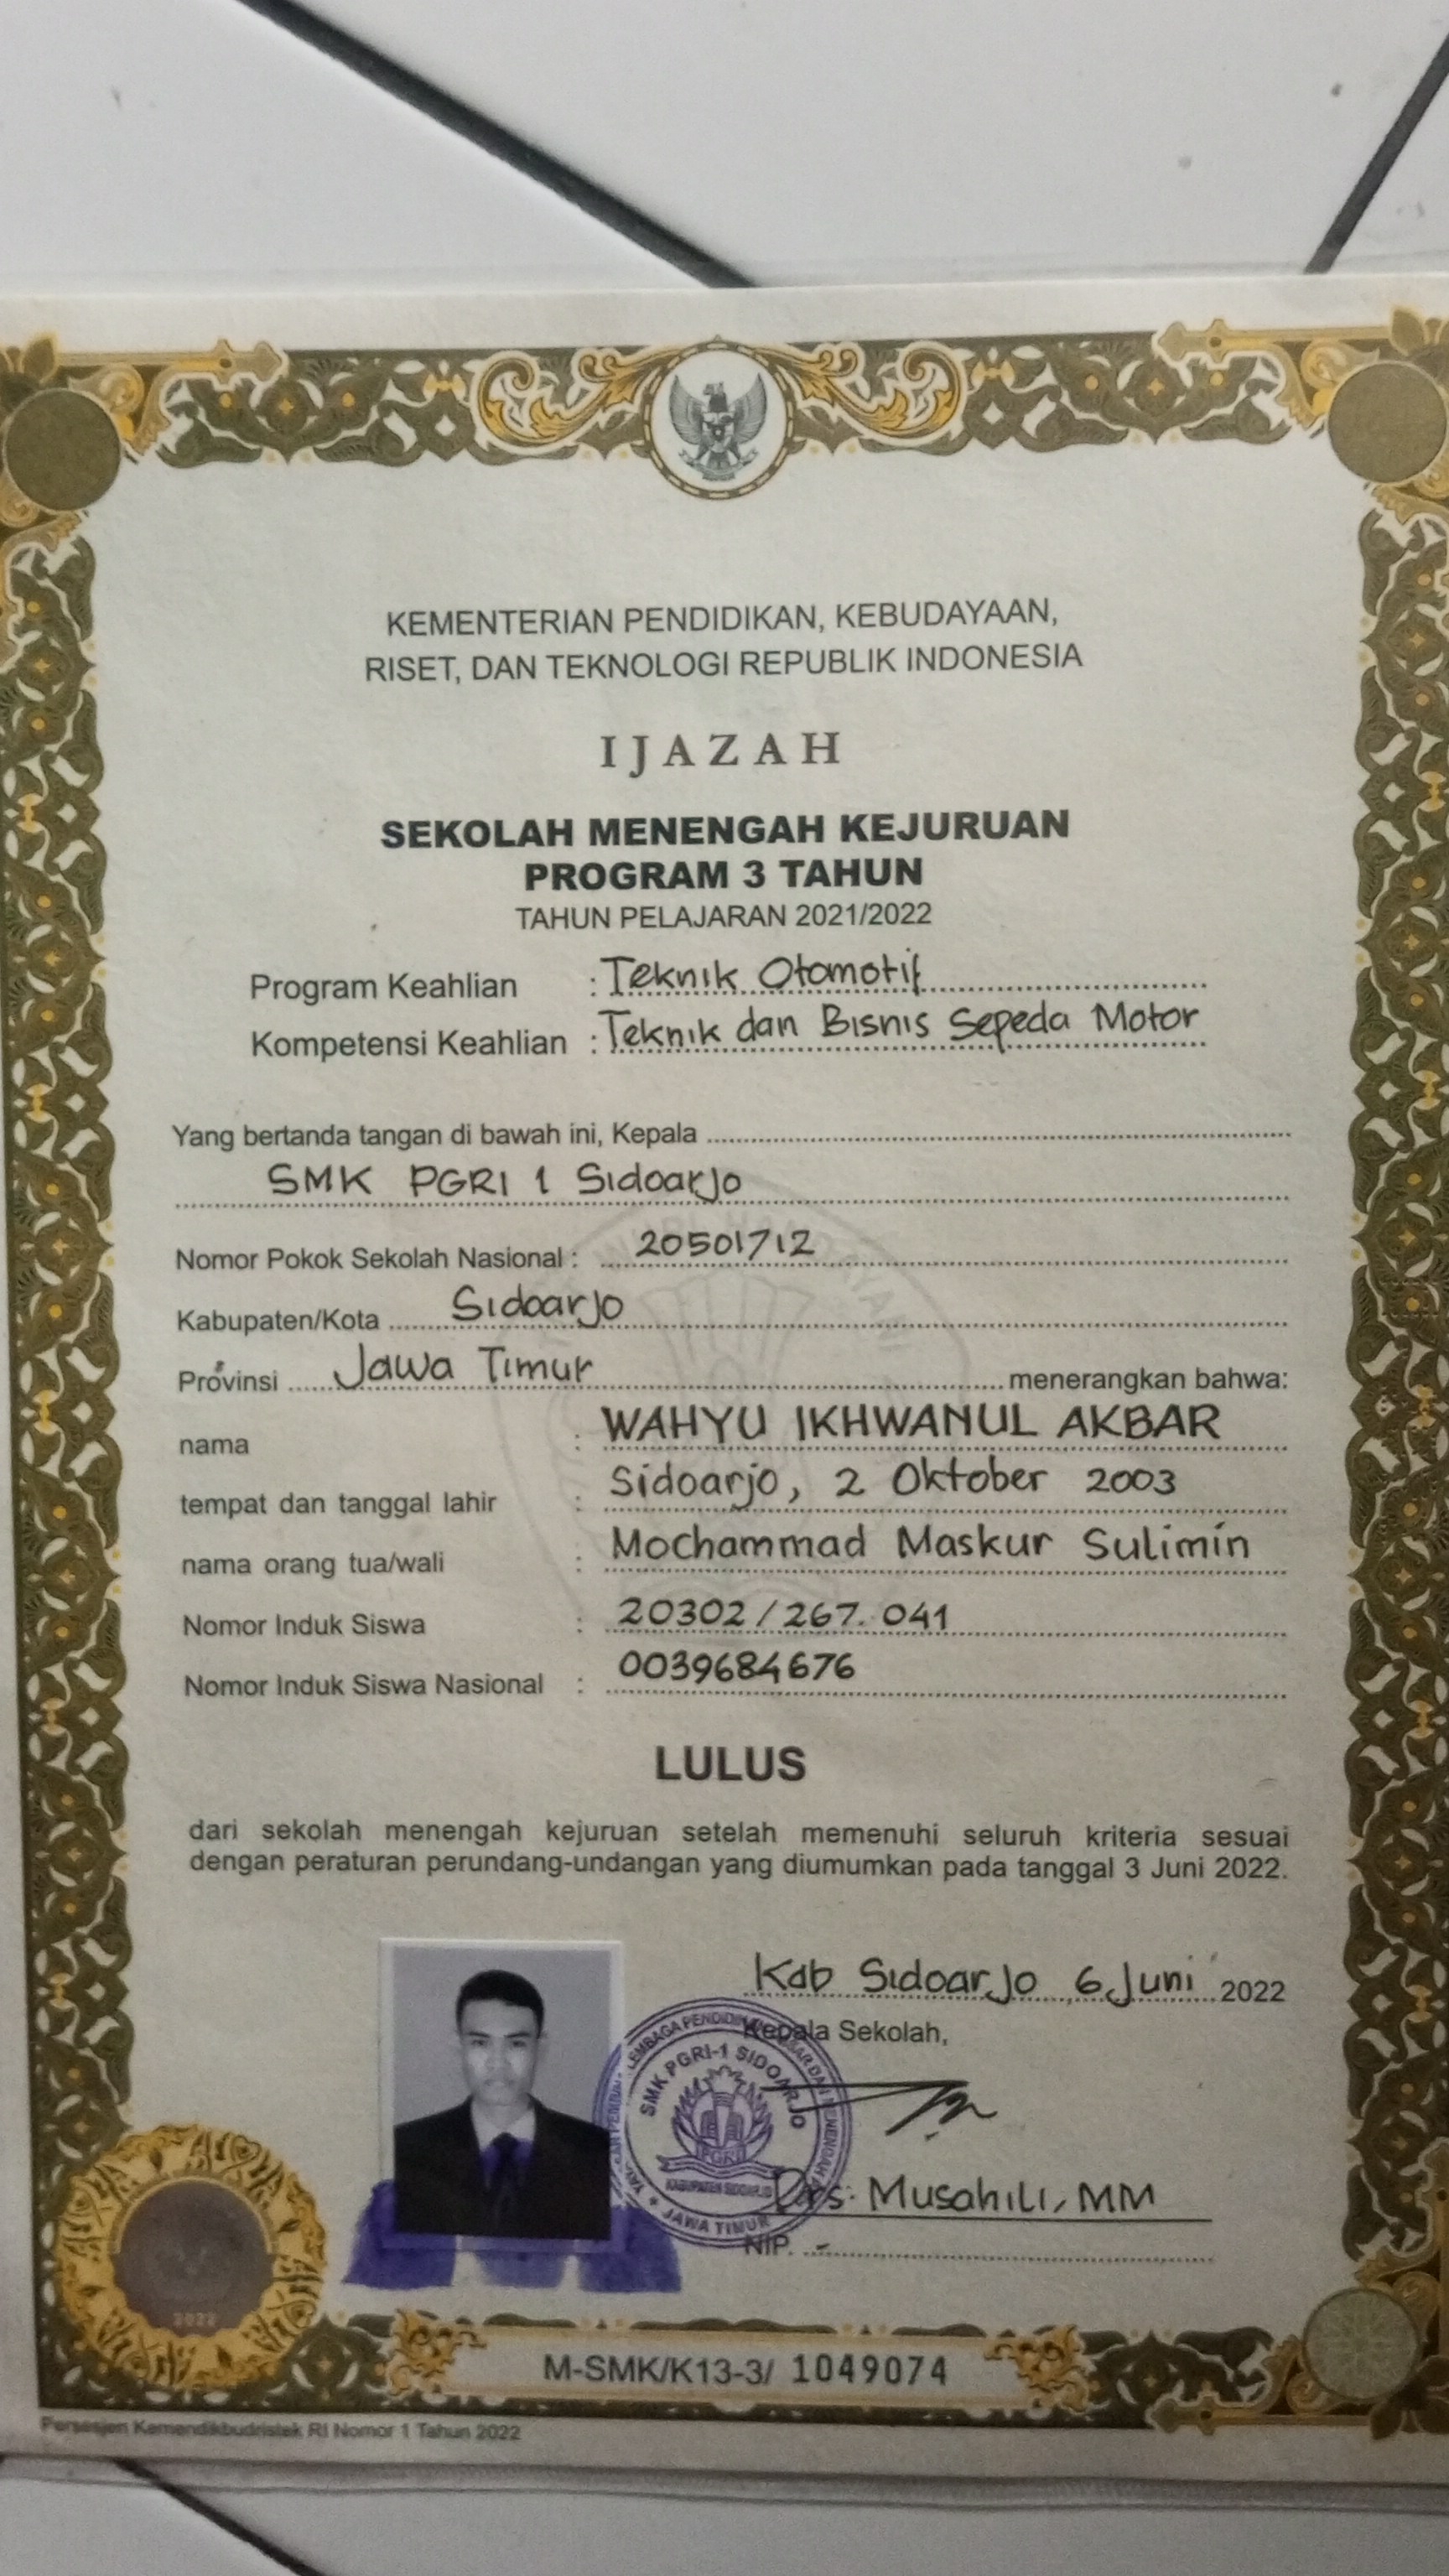 KEMENTERIAN PENDIDIKAN, KEBUDAYAAN,
RISET, DAN TEKNOLOGI REPUBLIK INDONESIA
IJAZAH
SEKOLAH MENENGAH KEJURUAN
PROGRAM 3 TAHUN
TAHUN PELAJARAN 2021/2022
Program Keahlian : Teknik Otomotif
Kompetensi Keahlian : Teknik dan Bisnis Sepeda Motor
Yang bertanda tangan di bawah ini, Kepala
SMK PGRI 1 Sidoarjo
Nomor Pokok Sekolah Nasional : 20501712
Kabupaten/Kota Sidoarjo
Provinsi Jawa Timur menerangkan bahwa:
nama : WAHYU IKHWANUL AKBAR
tempat dan tanggal lahir : Sidoarjo, 2 Oktober 2003
nama orang tua/wali : Mochammad Maskur Sulimin
Nomor Induk Siswa : 20302/267.041
Nomor Induk Siswa Nasional : 0039684676
LULUS
dari sekolah menengah kejuruan setelah memenuhi seluruh kriteria sesuai
dengan peraturan perundang-undangan yang diumumkan pada tanggal 3 Juni 2022.
Kab Sidoarjo, 6 Juni 2022
Kepala Sekolah,
SMK PGRI-1 SIDOARJO
PGRI
KABUPATEN SIDOARJO
JAWA TIMUR
Drs. Musahili, MM
NIP. -
2022
M-SMK/K13-3/ 1049074
Persesjen Kemendikbudristek RI Nomor 1 Tahun 2022